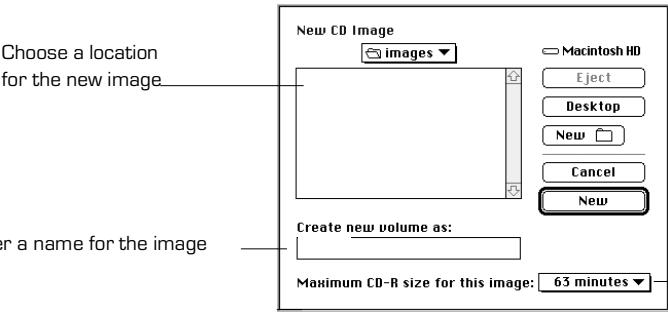 New CD Image
images
Macintosh HD
Choose a location
for the new image
Eject
Desktop
New
Cancel
New
Create new volume as:
er a name for the image
Maximum CD-R size for this image: 63 minutes